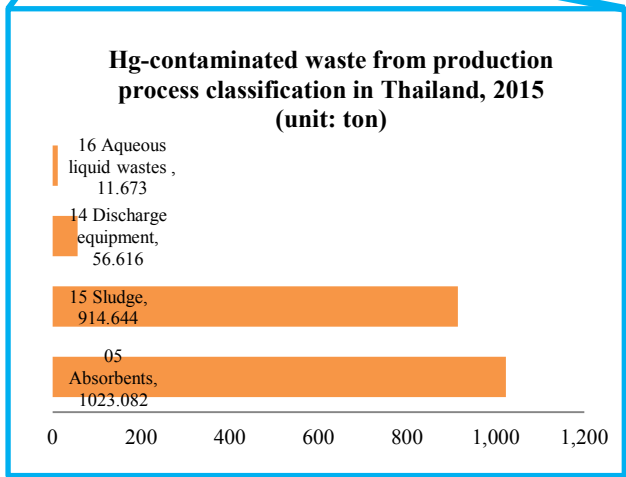 Hg-contaminated waste from production
process classification in Thailand, 2015
(unit: ton)
16 Aqueous
liquid wastes ,
11.673
14 Discharge
equipment,
56.616
15 Sludge,
914.644
05
Absorbents,
1023.082
0 200 400 600 800 1,000 1,200